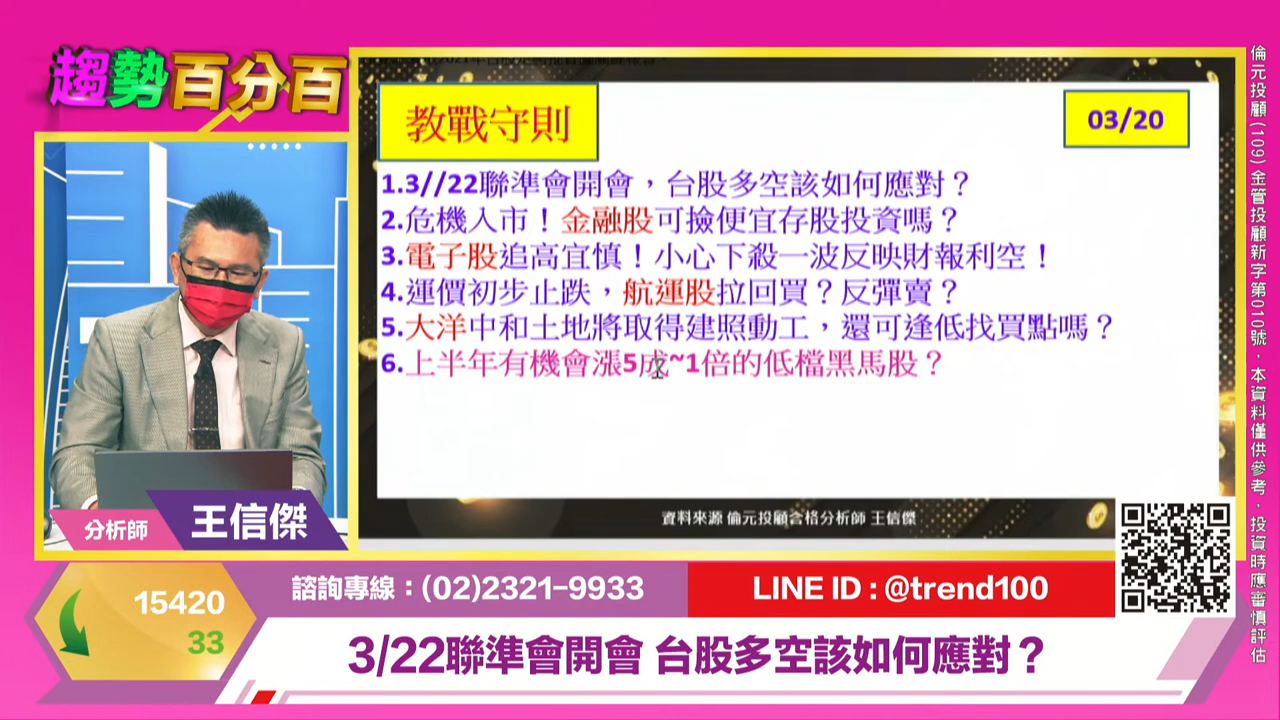 趨勢百分百
教戰守則
03/20
1.3//22聯準會開會，台股多空該如何應對？
2.危機入市！金融股可撿便宜存股投資嗎？
3.電子股追高宜慎！小心下殺一波反映財報利空！
4.運價初步止跌，航運股拉回買？反彈賣？
5.大洋中和土地將取得建照動工，還可逢低找買點嗎？
6.上半年有機會漲5成~1倍的低檔黑馬股？
資料來源 倫元投顧合格分析師 王信傑
分析師 王信傑
15420
33
諮詢專線：(02)2321-9933
LINE ID : @trend100
3/22聯準會開會 台股多空該如何應對？
倫元投顧(109)金管投顧新字第010號．本資料僅供參考．投資時應審慎評估